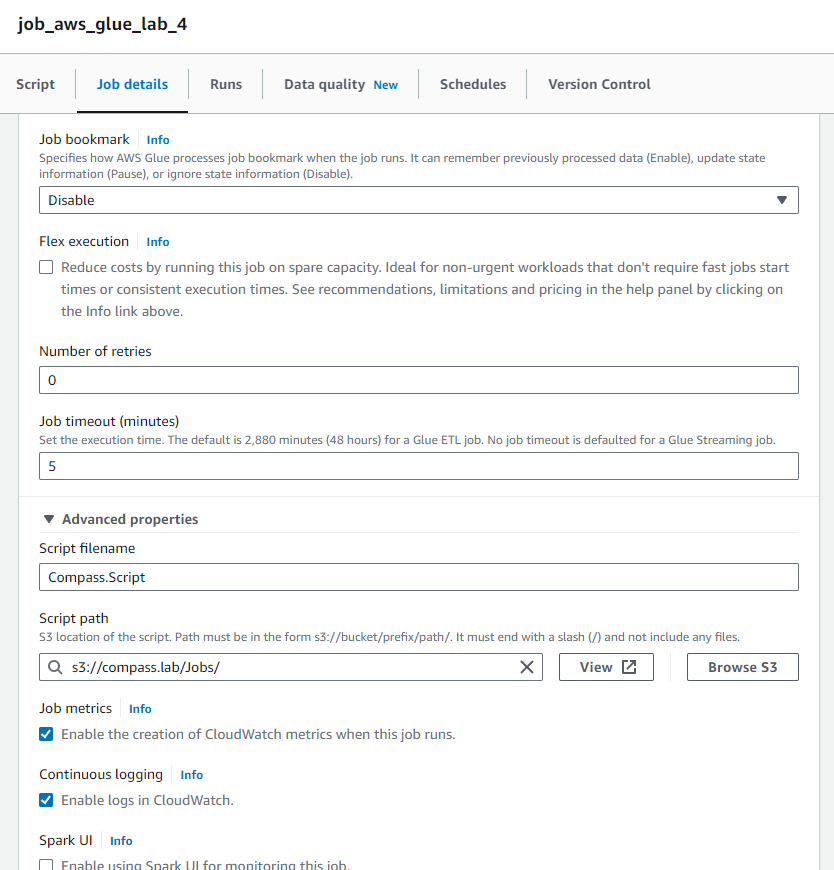 job_aws_glue_lab_4
Script Job details Runs Data quality New Schedules Version Control
Job bookmark Info
Specifies how AWS Glue processes job bookmark when the job runs. It can remember previously processed data (Enable), update state
information (Pause), or ignore state information (Disable).
Disable
Flex execution Info
Reduce costs by running this job on spare capacity. Ideal for non-urgent workloads that don't require fast jobs start
times or consistent execution times. See recommendations, limitations and pricing in the help panel by clicking on
the Info link above.
Number of retries
0
Job timeout (minutes)
Set the execution time. The default is 2,880 minutes (48 hours) for a Glue ETL job. No job timeout is defaulted for a Glue Streaming job.
5
Advanced properties
Script filename
Compass.Script
Script path
S3 location of the script. Path must be in the form s3://bucket/prefix/path/. It must end with a slash (/) and not include any files.
s3://compass.lab/Jobs/ View Browse S3
Job metrics Info
Enable the creation of CloudWatch metrics when this job runs.
Continuous logging Info
Enable logs in CloudWatch.
Spark UI Info
Enable using Spark UI for monitoring this job.